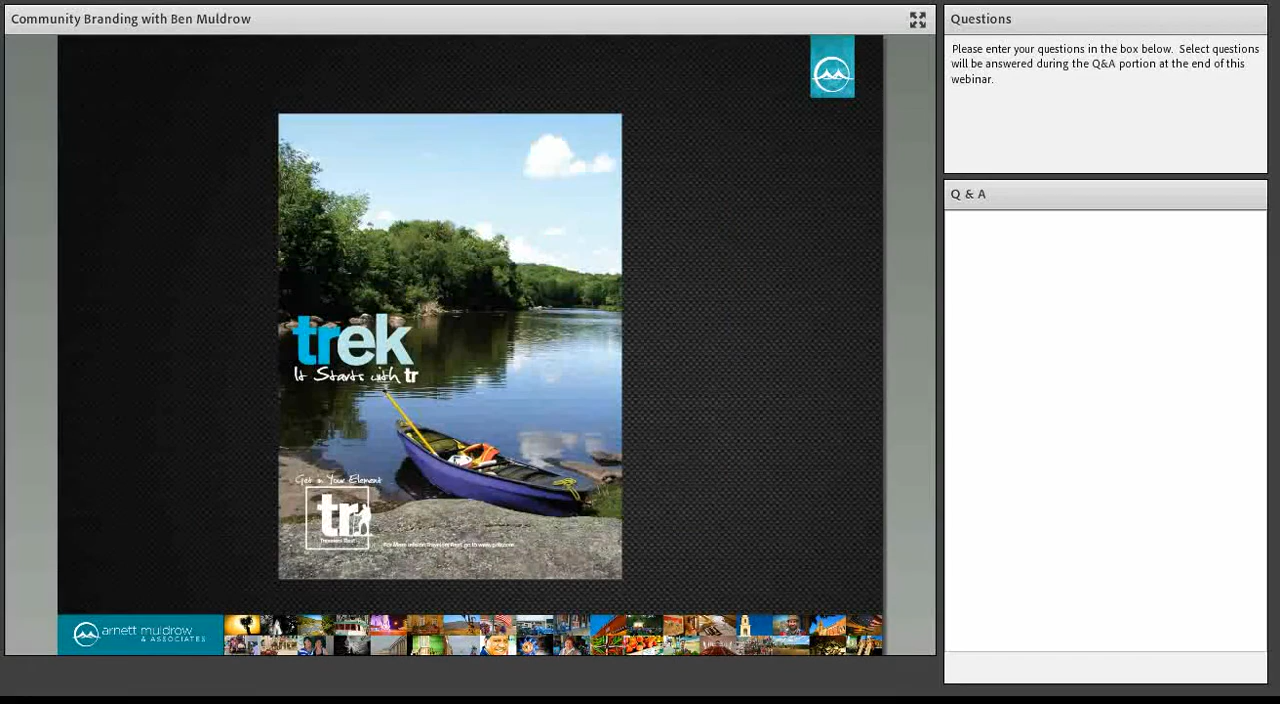 Community Branding with Ben Muldrow
trek
It Starts with tr
Get in Your Element
tr
Travelers Rest
arnett muldrow
& ASSOCIATES
Questions
Please enter your questions in the box below. Select questions
will be answered during the Q&A portion at the end of this
webinar.
Q & A